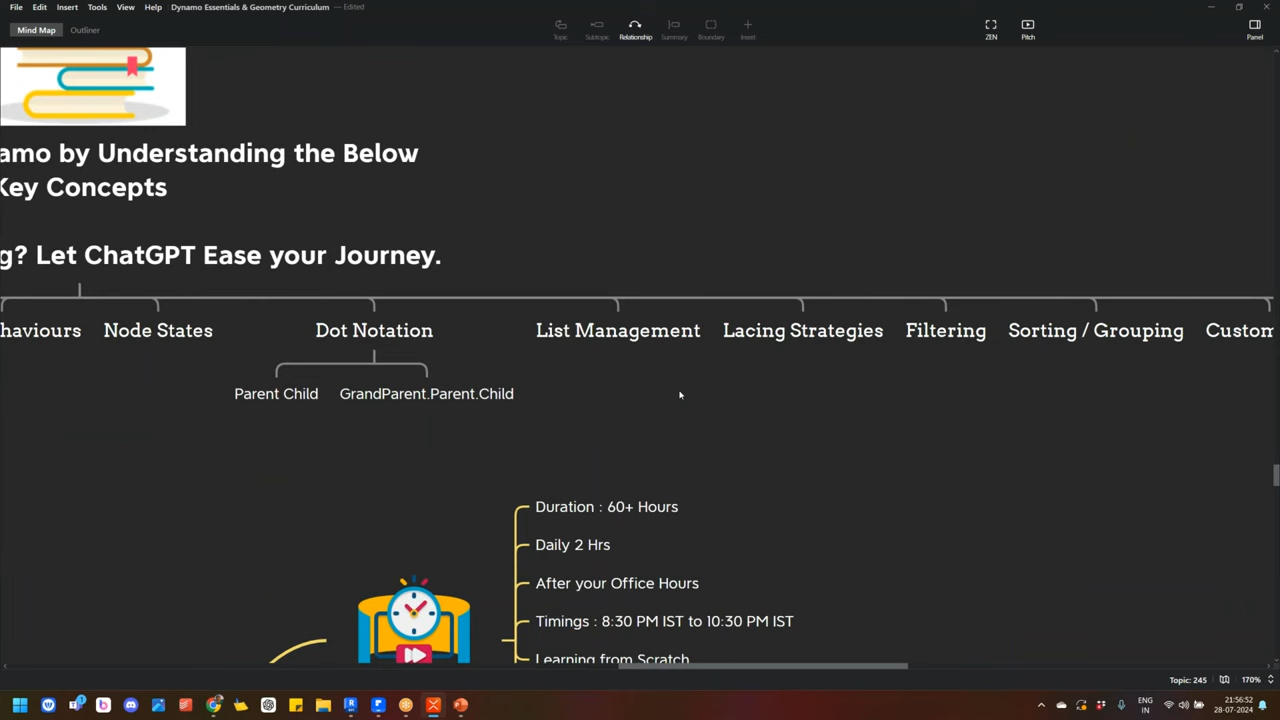 File Edit Insert Tools View Help Dynamo Essentials & Geometry Curriculum — Edited
Mind Map Outliner
Topic Subtopic Relationship Summary Boundary Insert ZEN Pitch Panel
amo by Understanding the Below
Key Concepts
g? Let ChatGPT Ease your Journey.
haviours Node States Dot Notation List Management Lacing Strategies Filtering Sorting / Grouping Custom
Parent Child GrandParent.Parent.Child
Duration : 60+ Hours
Daily 2 Hrs
After your Office Hours
Timings : 8:30 PM IST to 10:30 PM IST
Learning from Scratch
Topic: 245 170%
ENG
IN
21:56:52
28-07-2024